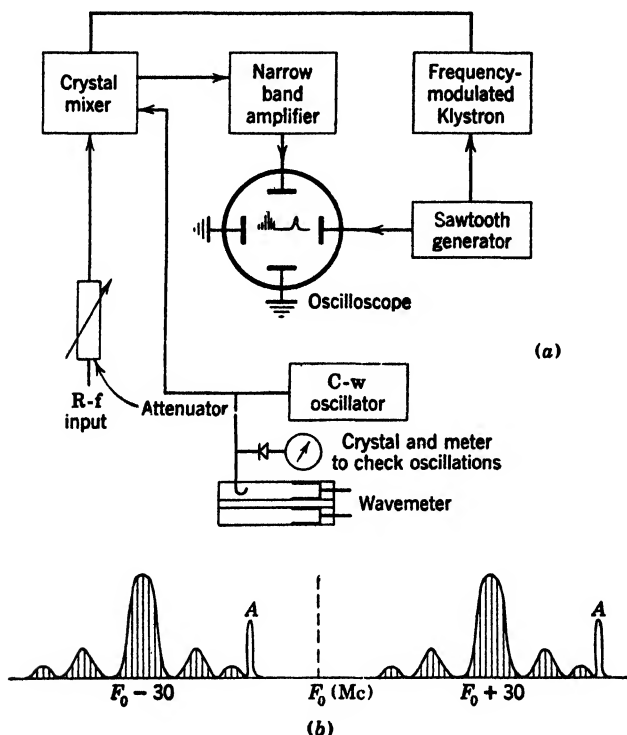 Crystal
mixer
Narrow
band
amplifier
Frequency-
modulated
Klystron
Sawtooth
generator
Oscilloscope
(a)
R-f
input
Attenuator
C-w
oscillator
Crystal and meter
to check oscillations
Wavemeter
A
A
F₀ − 30
F₀ (Mc)
F₀ + 30
(b)